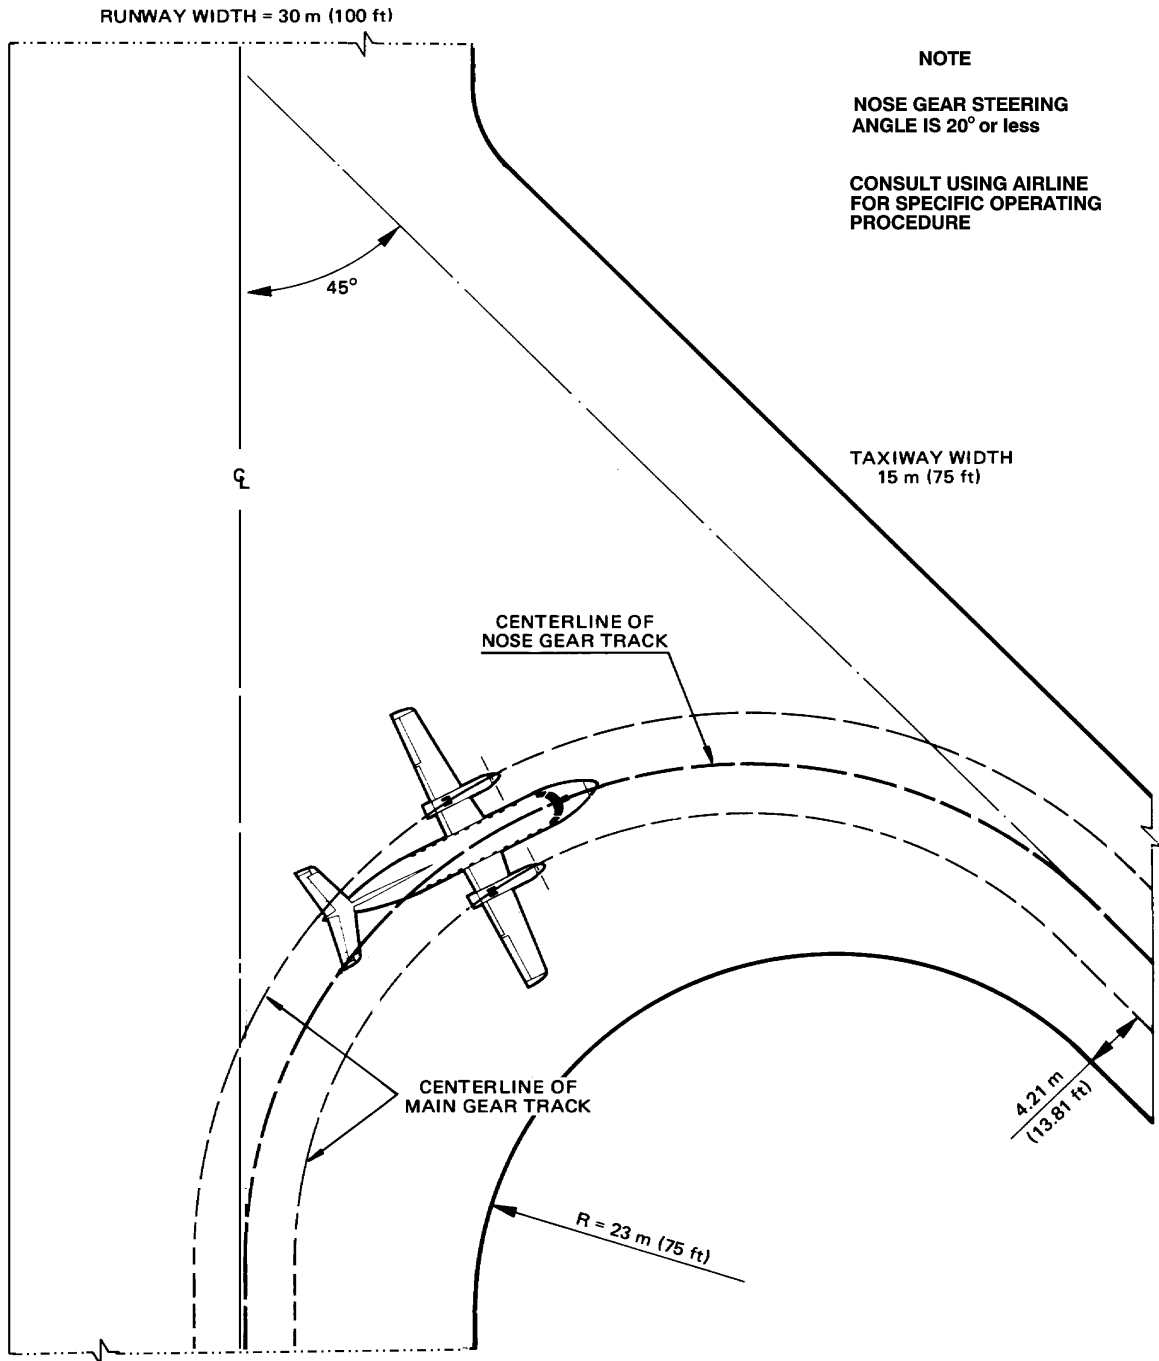 RUNWAY WIDTH = 30 m (100 ft)
NOTE
NOSE GEAR STEERING
ANGLE IS 20° or less
CONSULT USING AIRLINE
FOR SPECIFIC OPERATING
PROCEDURE
45°
℄
TAXIWAY WIDTH
15 m (75 ft)
CENTERLINE OF
NOSE GEAR TRACK
CENTERLINE OF
MAIN GEAR TRACK
4.21 m
(13.81 ft)
R = 23 m (75 ft)